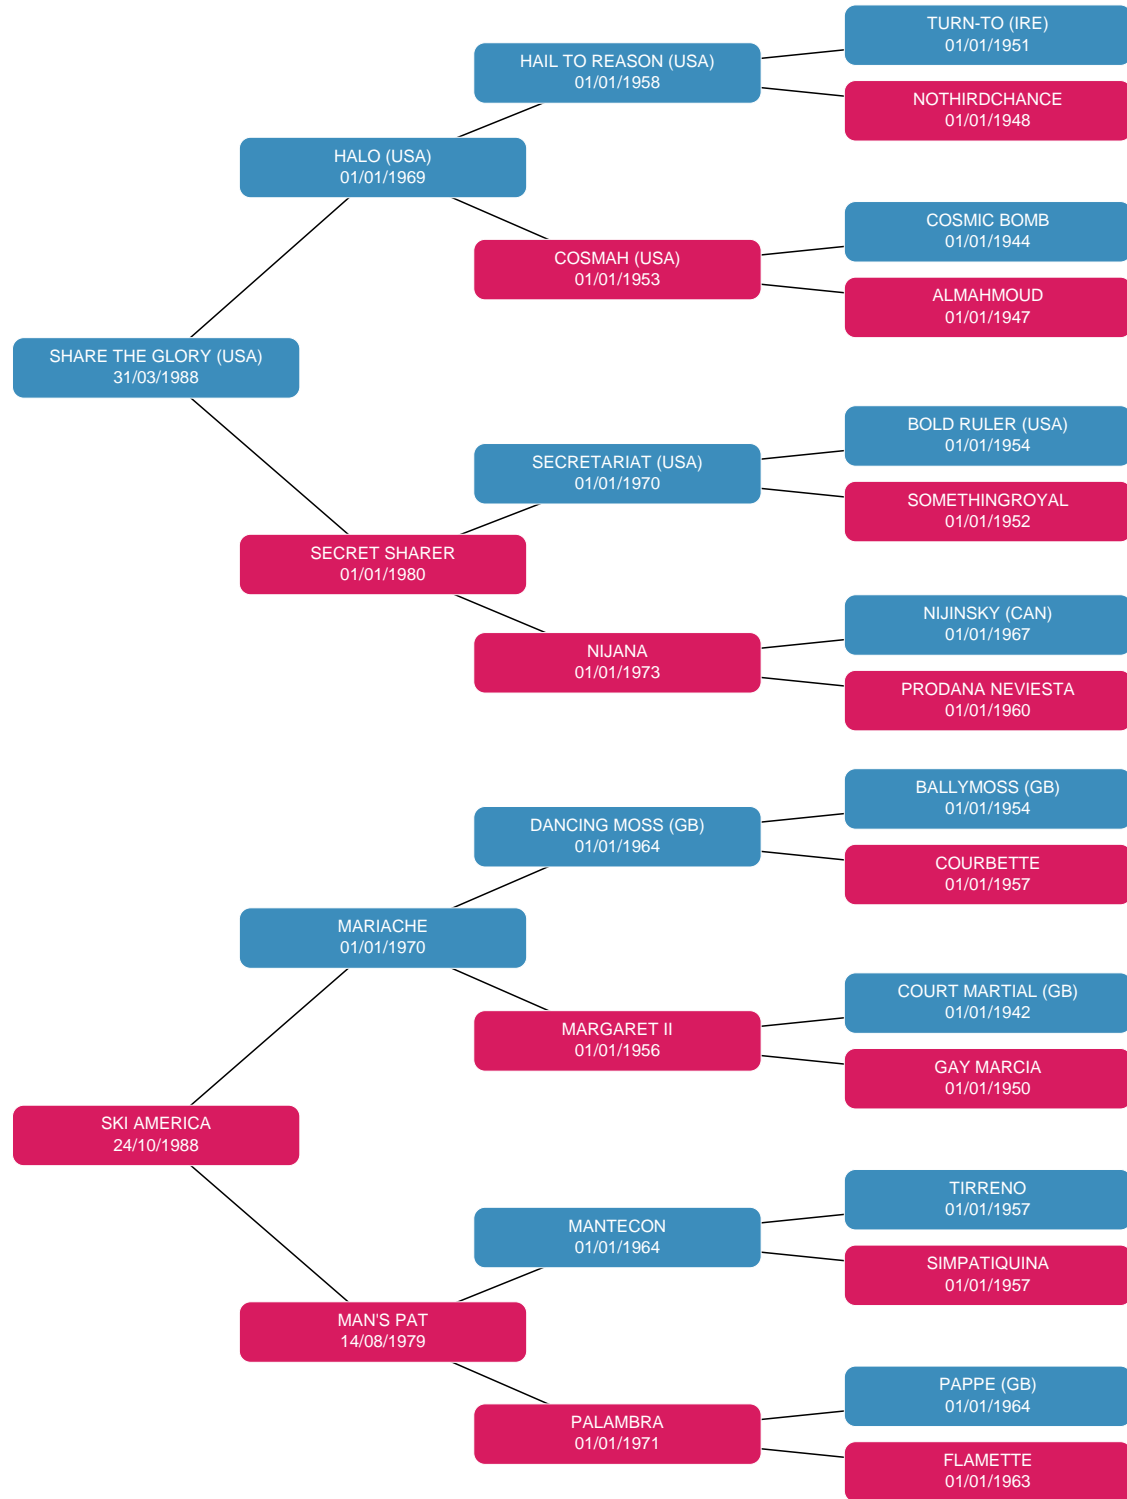 TURN-TO (IRE)
01/01/1951
HAIL TO REASON (USA)
01/01/1958
NOTHIRDCHANCE
01/01/1948
HALO (USA)
01/01/1969
COSMIC BOMB
01/01/1944
COSMAH (USA)
01/01/1953
ALMAHMOUD
01/01/1947
SHARE THE GLORY (USA)
31/03/1988
BOLD RULER (USA)
01/01/1954
SECRETARIAT (USA)
01/01/1970
SOMETHINGROYAL
01/01/1952
SECRET SHARER
01/01/1980
NIJINSKY (CAN)
01/01/1967
NIJANA
01/01/1973
PRODANA NEVIESTA
01/01/1960
BALLYMOSS (GB)
01/01/1954
DANCING MOSS (GB)
01/01/1964
COURBETTE
01/01/1957
MARIACHE
01/01/1970
COURT MARTIAL (GB)
01/01/1942
MARGARET II
01/01/1956
GAY MARCIA
01/01/1950
SKI AMERICA
24/10/1988
TIRRENO
01/01/1957
MANTECON
01/01/1964
SIMPATIQUINA
01/01/1957
MAN'S PAT
14/08/1979
PAPPE (GB)
01/01/1964
PALAMBRA
01/01/1971
FLAMETTE
01/01/1963